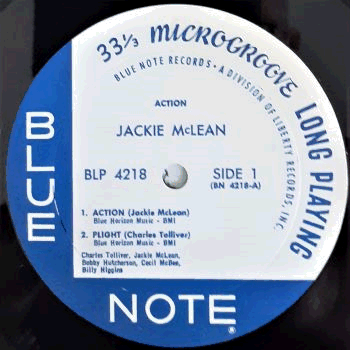 33⅓ MICROGROOVE LONG PLAYING
BLUE NOTE RECORDS • A DIVISION OF LIBERTY RECORDS, INC.
ACTION
JACKIE McLEAN
BLP 4218 SIDE 1
(BN 4218-A)
1. ACTION (Jackie McLean)
Blue Horizon Music - BMI
2. PLIGHT (Charles Tolliver)
Blue Horizon Music - BMI
Charles Tolliver, Jackie McLean,
Bobby Hutcherson, Cecil McBee,
Billy Higgins
BLUE
NOTE®